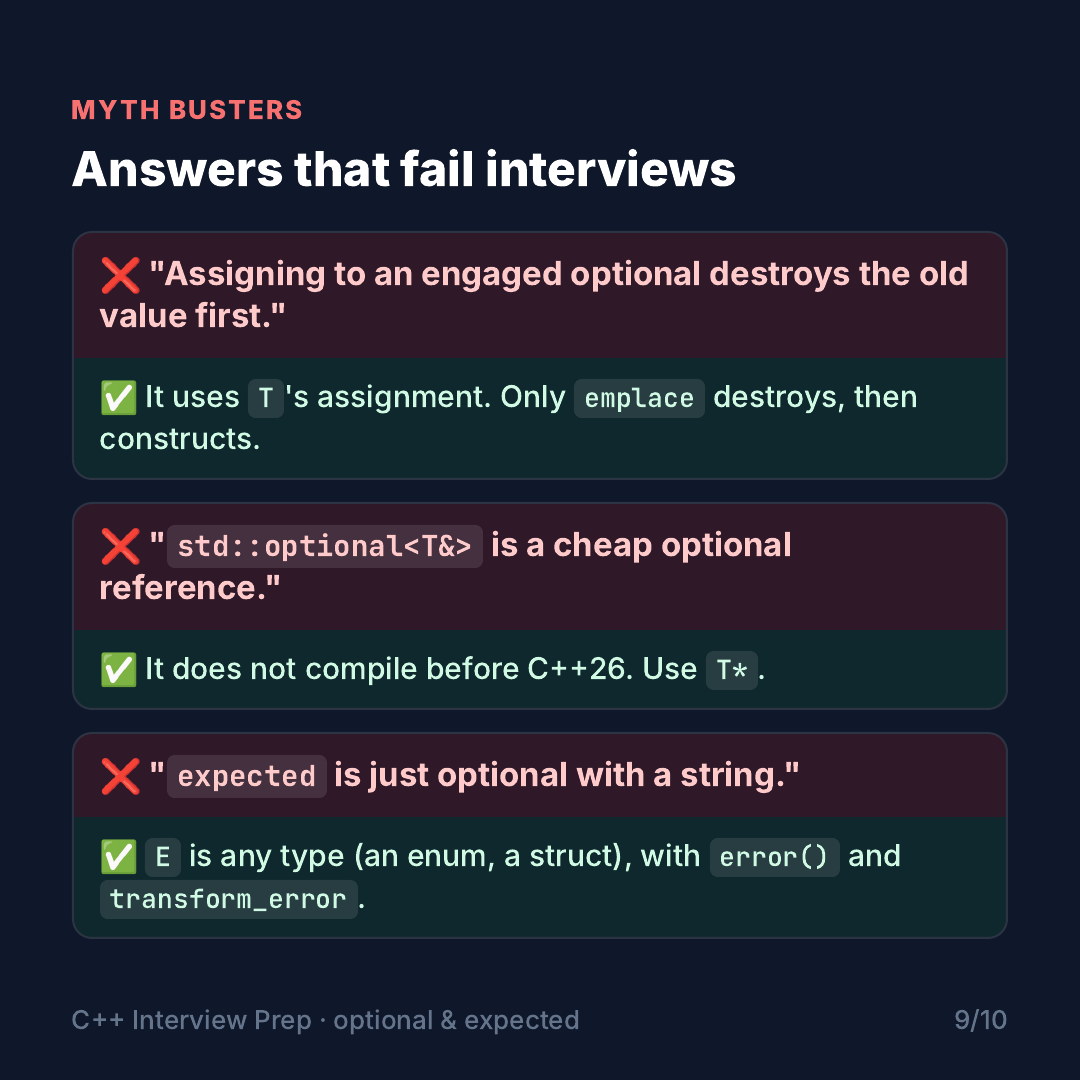 MYTH BUSTERS
Answers that fail interviews
❌ "Assigning to an engaged optional destroys the old
value first."
✅ It uses T's assignment. Only emplace destroys, then
constructs.
❌ "std::optional<T&> is a cheap optional
reference."
✅ It does not compile before C++26. Use T*.
❌ "expected is just optional with a string."
✅ E is any type (an enum, a struct), with error() and
transform_error.
C++ Interview Prep · optional & expected
9/10